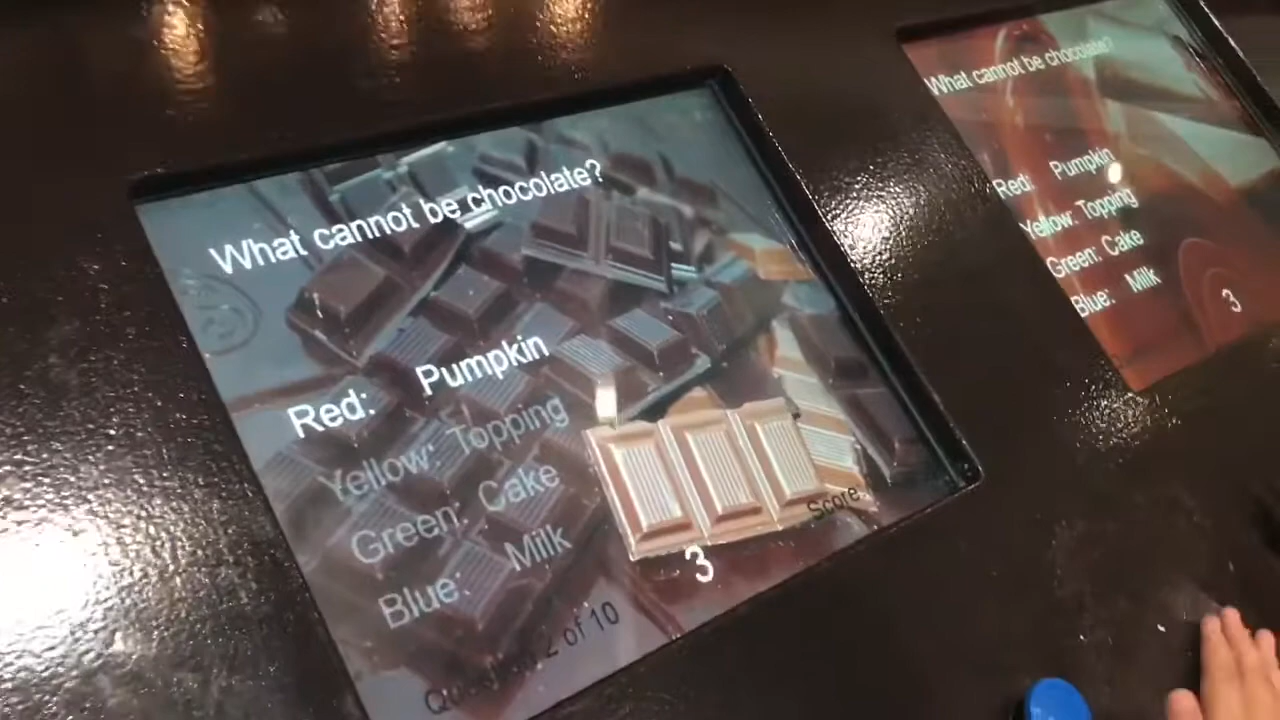 What cannot be chocolate?
Red: Pumpkin
Yellow: Topping
Green: Cake
Blue: Milk
Score
3
2 of 10
What cannot be chocolate?
Red: Pumpkin
Yellow: Topping
Green: Cake
Blue: Milk
3